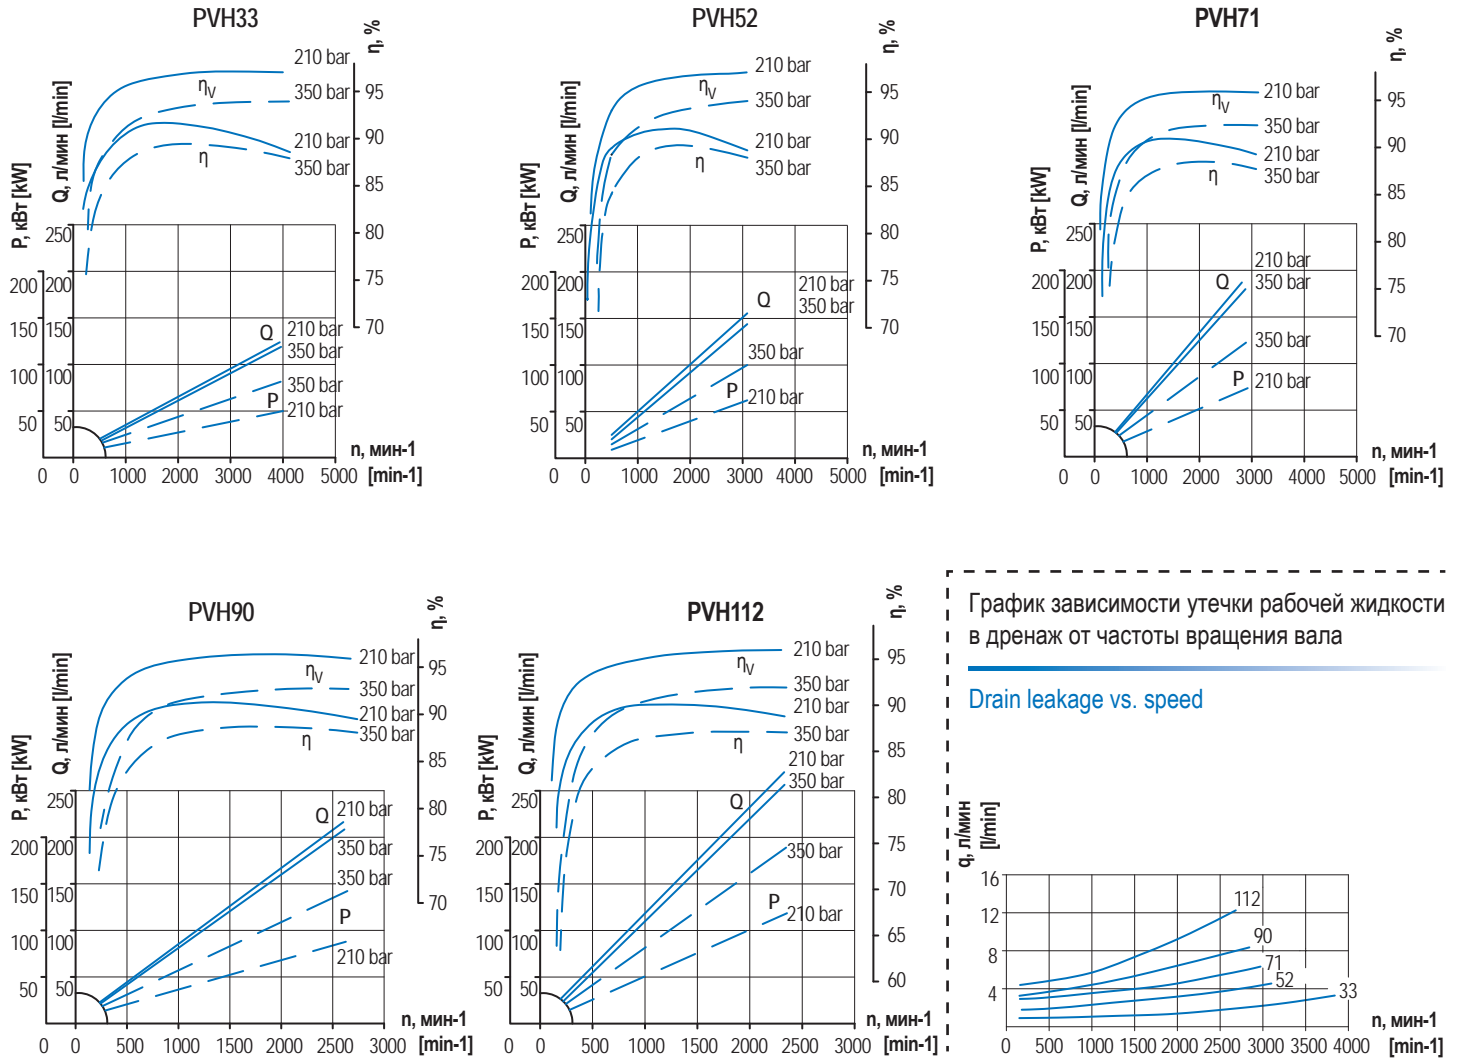 PVH33
η, %
210 bar
Q, л/мин [l/min]
ηV
350 bar
95
210 bar
90
P, кВт [kW]
η
350 bar
85
250
80
200 200
75
150 150
Q
210 bar
70
350 bar
100 100
350 bar
P
210 bar
50 50
n, мин-1
0 0 1000 2000 3000 4000 5000 [min-1]
PVH52
η, %
210 bar
Q, л/мин [l/min]
ηV
350 bar
95
210 bar
90
P, кВт [kW]
η
350 bar
85
250
80
200 200
210 bar
75
Q
350 bar
150 150
70
350 bar
100 100
P
210 bar
50 50
n, мин-1
0 0 1000 2000 3000 4000 5000 [min-1]
PVH71
η, %
Q, л/мин [l/min]
ηV
210 bar
95
350 bar
90
210 bar
P, кВт [kW]
η
350 bar
85
250
80
210 bar
200 200
Q
350 bar
75
150 150
350 bar
70
100 100
P
210 bar
50 50
n, мин-1
0 0 1000 2000 3000 4000 5000 [min-1]
PVH90
η, %
Q, л/мин [l/min]
210 bar
95
ηV
350 bar
210 bar
90
P, кВт [kW]
η
350 bar
85
250
Q
210 bar
80
200 200
350 bar
75
350 bar
150 150
70
P
100 100
210 bar
50 50
n, мин-1
0 0 500 1000 1500 2000 2500 3000 [min-1]
PVH112
η, %
Q, л/мин [l/min]
210 bar
95
ηV
350 bar
210 bar
90
P, кВт [kW]
η
350 bar
85
210 bar
350 bar
80
250
Q
75
200 200
350 bar
70
150 150
P
210 bar
65
100 100
60
50 50
n, мин-1
0 0 500 1000 1500 2000 2500 3000 [min-1]
График зависимости утечки рабочей жидкости
в дренаж от частоты вращения вала
Drain leakage vs. speed
q, л/мин
[l/min]
16
112
12
90
8
71
52
4
33
n, мин-1
0 500 1000 1500 2000 2500 3000 3500 4000 [min-1]